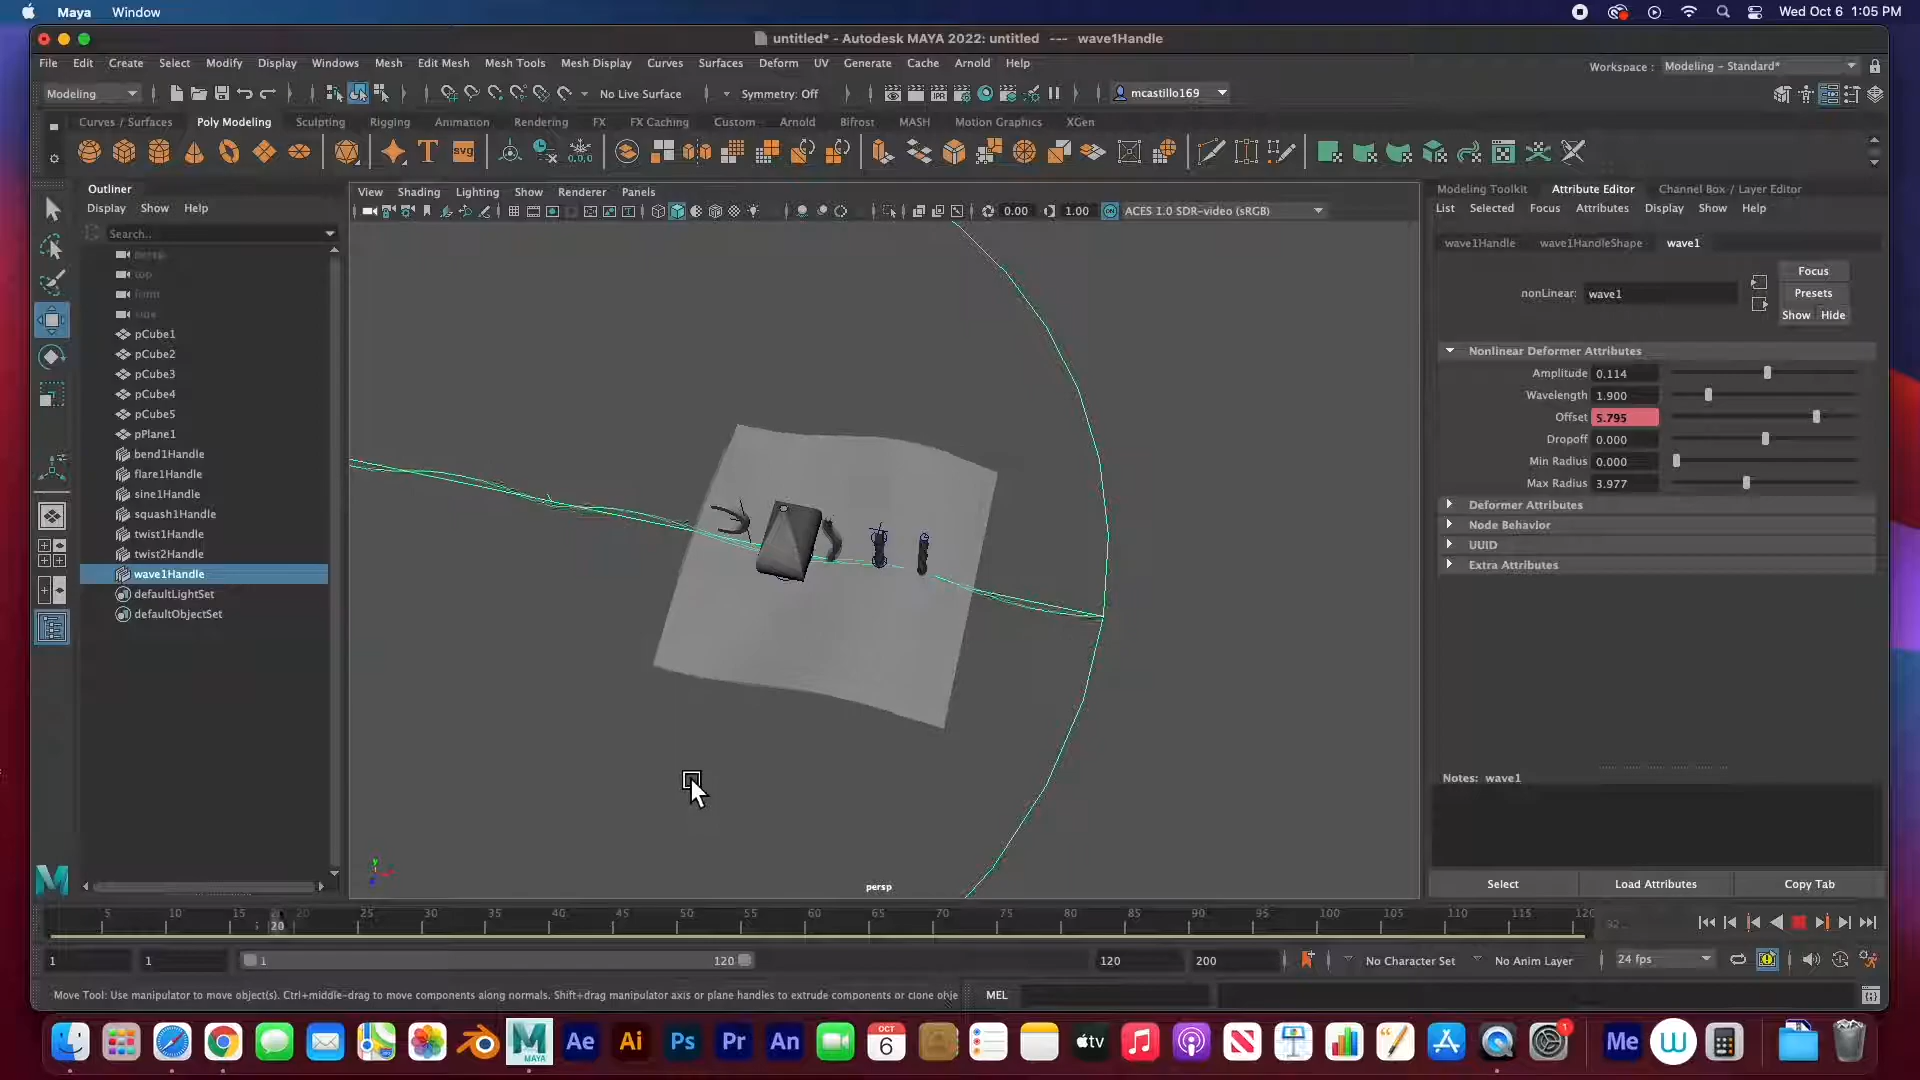 Maya Window Wed Oct 6 1:05 PM
untitled* - Autodesk MAYA 2022: untitled --- wave1Handle
File Edit Create Select Modify Display Windows Mesh Edit Mesh Mesh Tools Mesh Display Curves Surfaces Deform UV Generate Cache Arnold Help
Workspace : Modeling - Standard*
Modeling No Live Surface Symmetry: Off mcastillo169
Curves / Surfaces Poly Modeling Sculpting Rigging Animation Rendering FX FX Caching Custom Arnold Bifrost MASH Motion Graphics XGen
T SVG 0,0,0
Outliner
Display Show Help
Search..
persp
top
front
side
pCube1
pCube2
pCube3
pCube4
pCube5
pPlane1
bend1Handle
flare1Handle
sine1Handle
squash1Handle
twist1Handle
twist2Handle
wave1Handle
defaultLightSet
defaultObjectSet
View Shading Lighting Show Renderer Panels
0.00 1.00 ACES 1.0 SDR-video (sRGB)
persp
Modeling Toolkit Attribute Editor Channel Box / Layer Editor
List Selected Focus Attributes Display Show Help
wave1Handle wave1HandleShape wave1
Focus
nonLinear: wave1 Presets
Show Hide
Nonlinear Deformer Attributes
Amplitude 0.114
Wavelength 1.900
Offset 5.795
Dropoff 0.000
Min Radius 0.000
Max Radius 3.977
Deformer Attributes
Node Behavior
UUID
Extra Attributes
Notes: wave1
Select Load Attributes Copy Tab
5 10 15 20 25 30 35 40 45 50 55 60 65 70 75 80 85 90 95 100 105 110 115 120
20
1 1 1 120 120 200 No Character Set No Anim Layer 24 fps
Move Tool: Use manipulator to move object(s). Ctrl+middle-drag to move components along normals. Shift+drag manipulator axis or plane handles to extrude components or clone obje
MEL
MAYA Ae Ai Ps Pr An OCT 6 tv 1 Me W